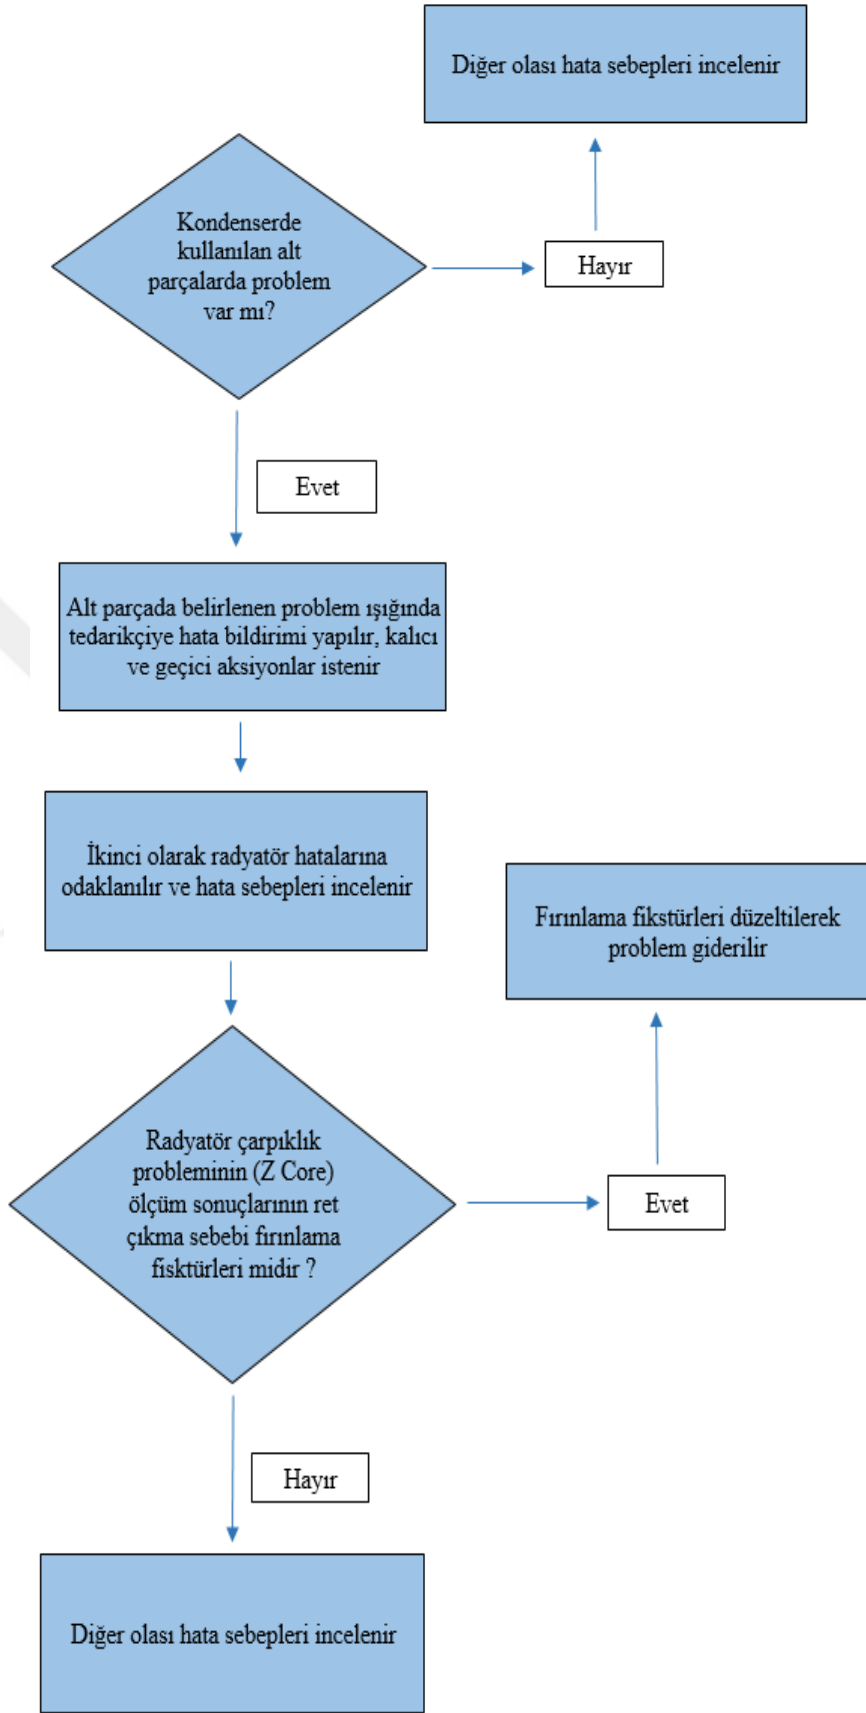 Diğer olası hata sebepleri incelenir
Kondenserde
kullanılan alt
parçalarda problem
var mı?
Hayır
Evet
Alt parçada belirlenen problem ışığında
tedarikçiye hata bildirimi yapılır, kalıcı
ve geçici aksiyonlar istenir
İkinci olarak radyatör hatalarına
odaklanılır ve hata sebepleri incelenir
Fırınlama fikstürleri düzeltilerek
problem giderilir
Radyatör çarpıklık
probleminin (Z Core)
ölçüm sonuçlarının ret
çıkma sebebi fırınlama
fisktürleri midir ?
Evet
Hayır
Diğer olası hata sebepleri incelenir